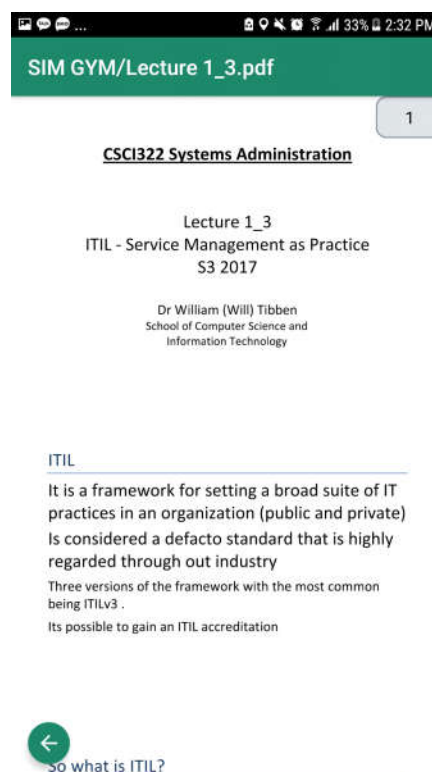 ... 33% 2:32 PM
SIM GYM/Lecture 1_3.pdf
1
CSCI322 Systems Administration
Lecture 1_3
ITIL - Service Management as Practice
S3 2017
Dr William (Will) Tibben
School of Computer Science and
Information Technology
ITIL
It is a framework for setting a broad suite of IT
practices in an organization (public and private)
Is considered a defacto standard that is highly
regarded through out industry
Three versions of the framework with the most common
being ITILv3 .
Its possible to gain an ITIL accreditation
So what is ITIL?